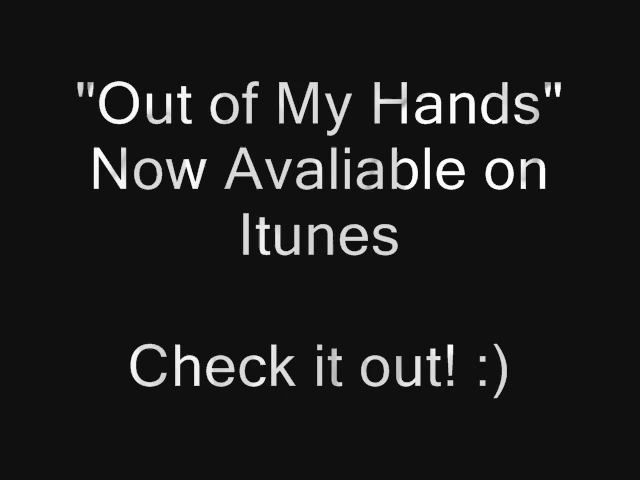 "Out of My Hands"
Now Avaliable on
Itunes
Check it out! :)